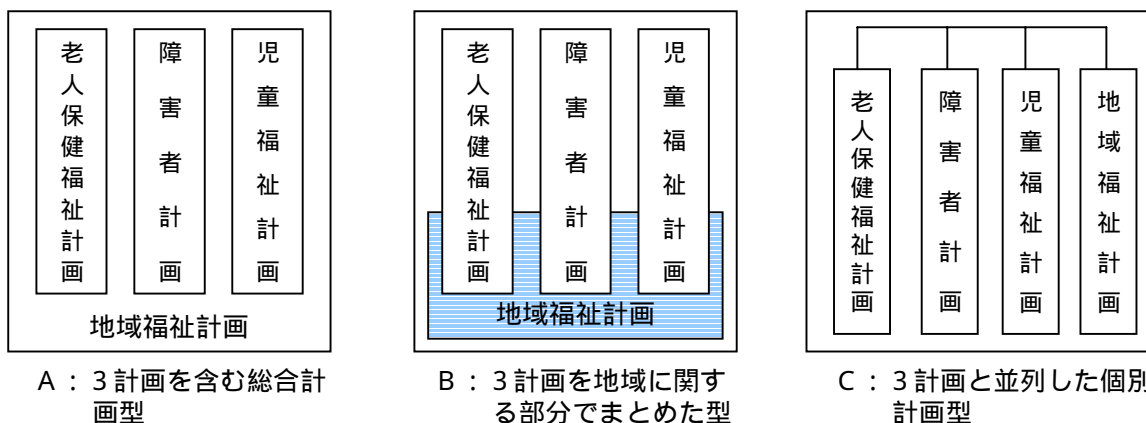 老人保健福祉計画
障害者計画
児童福祉計画
地域福祉計画
A : 3計画を含む総合計
画型
老人保健福祉計画
障害者計画
児童福祉計画
地域福祉計画
B : 3計画を地域に関す
る部分でまとめた型
老人保健福祉計画
障害者計画
児童福祉計画
地域福祉計画
C : 3計画と並列した個別
計画型